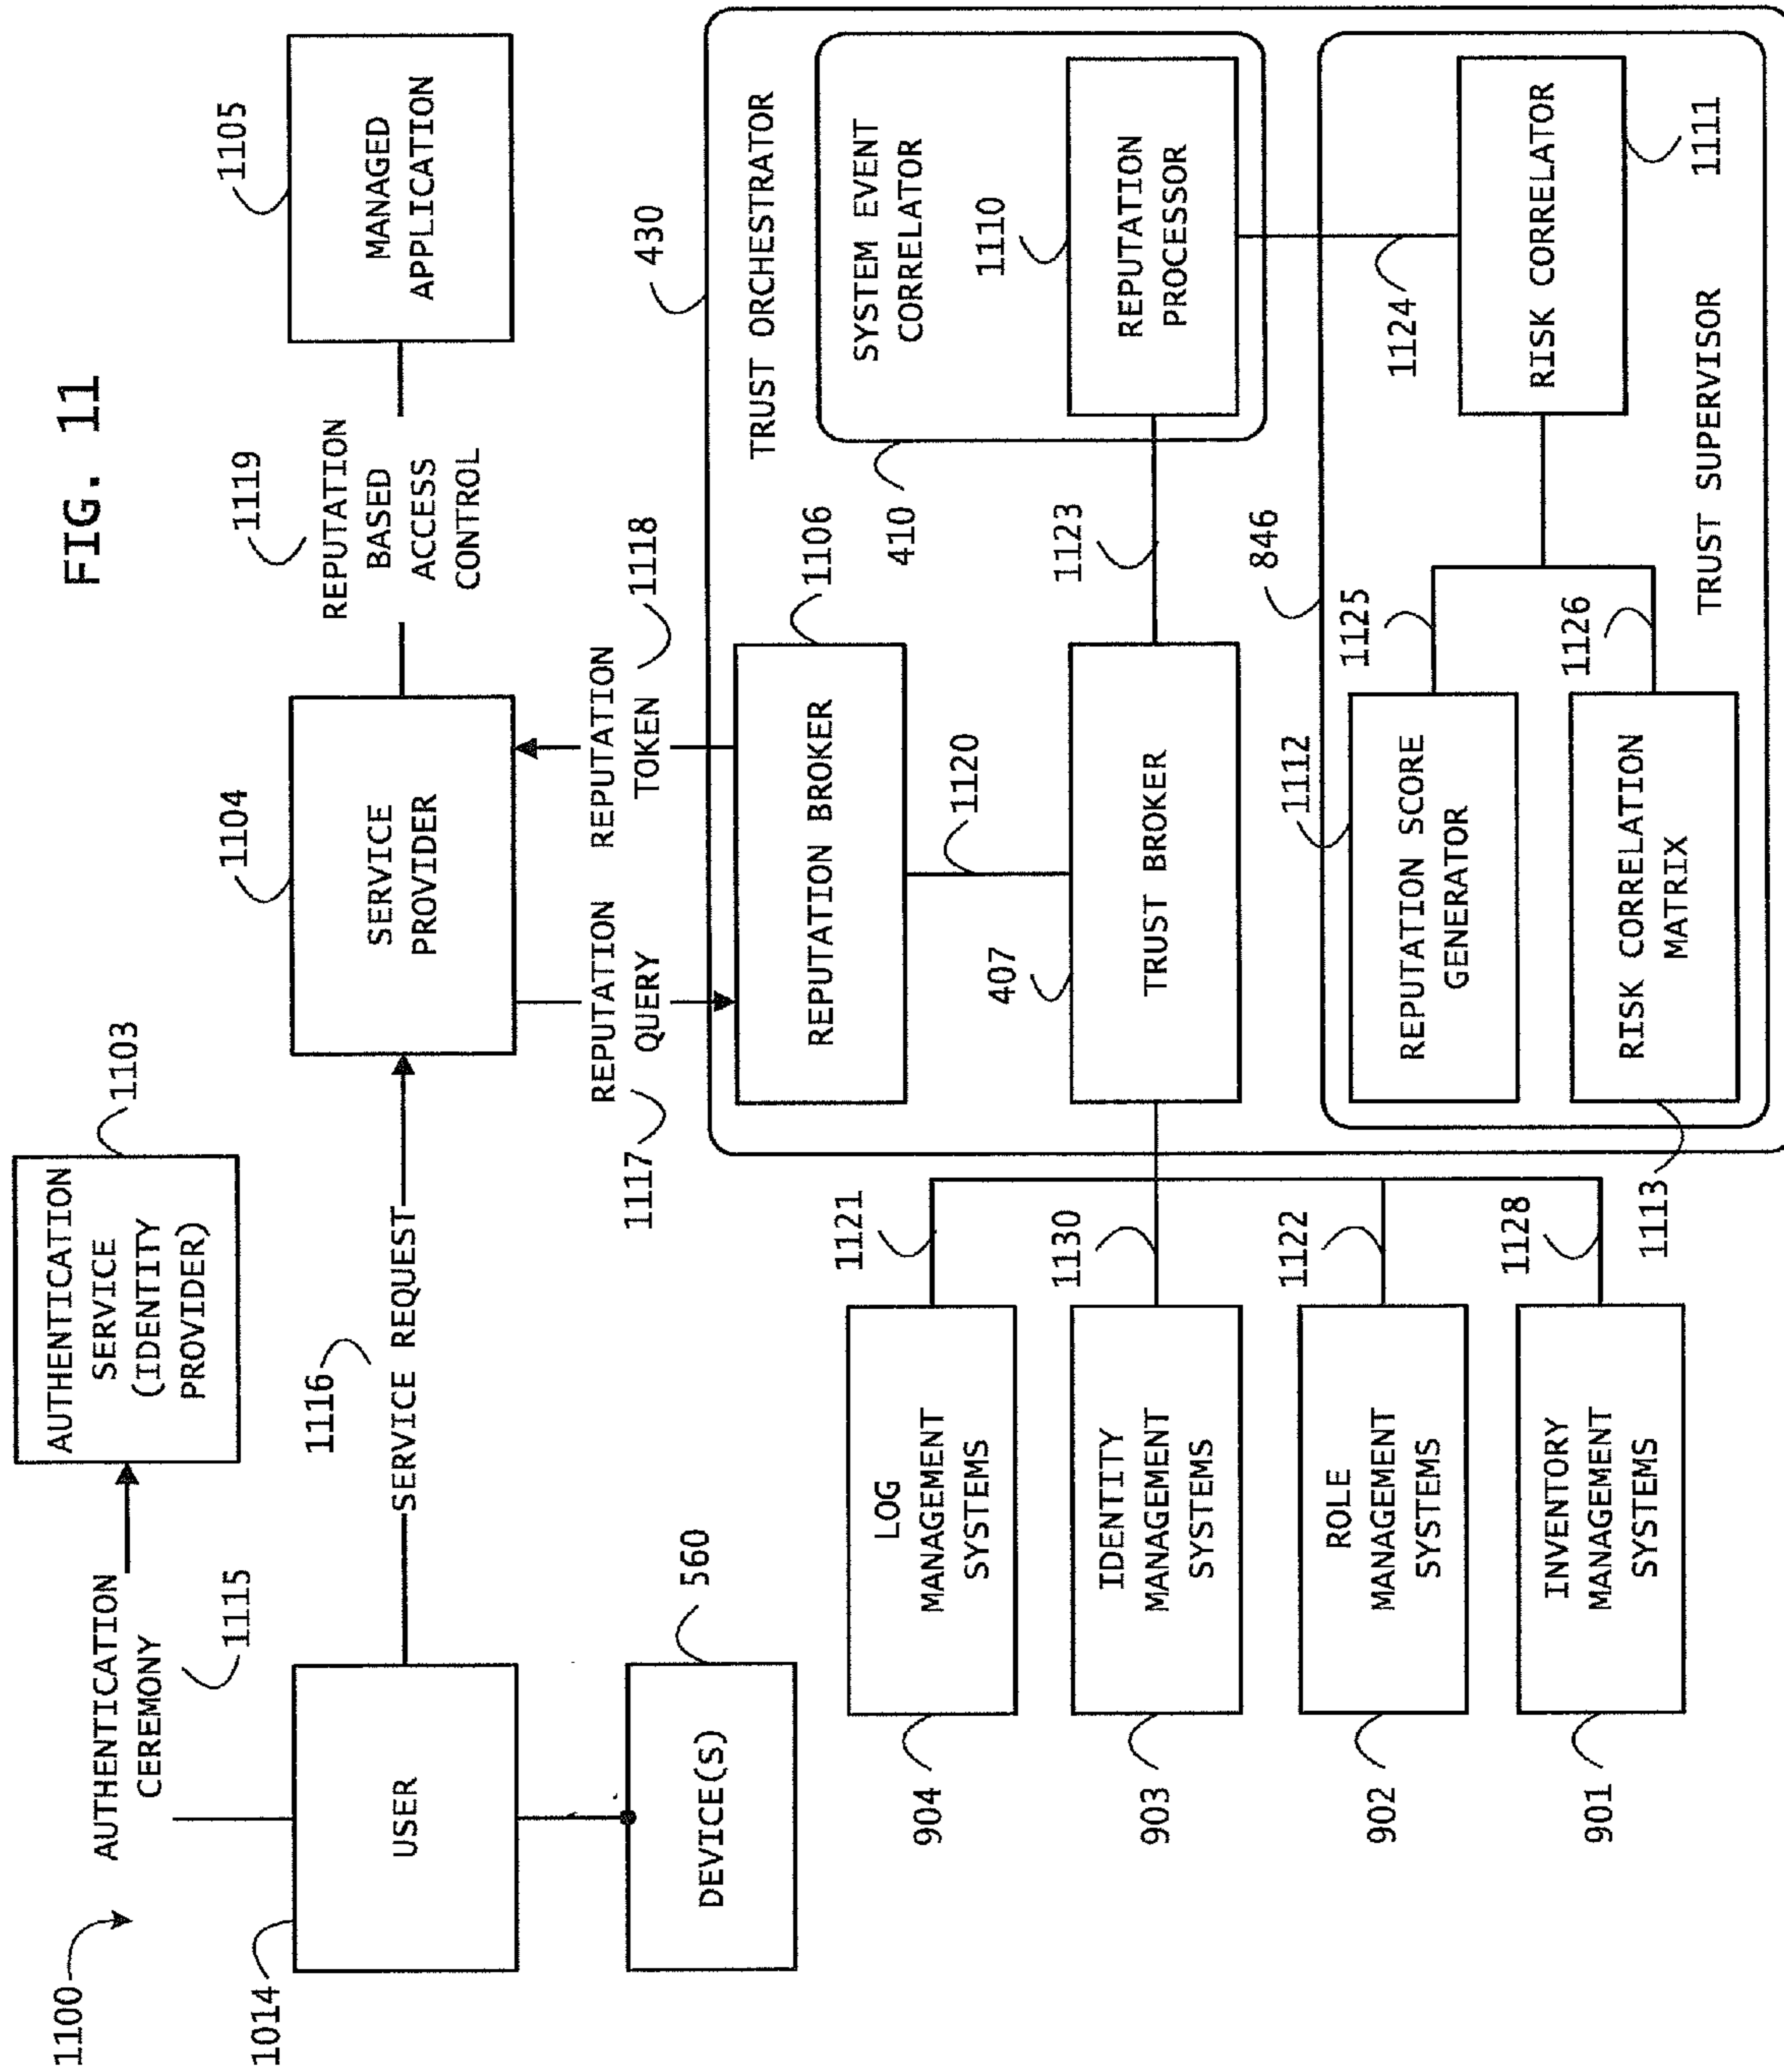 FIG. 11
1100
AUTHENTICATION
CEREMONY
1115
AUTHENTICATION
SERVICE
(IDENTITY
PROVIDER)
1103
1014
USER
DEVICE(S)
560
1116
SERVICE REQUEST
1104
SERVICE
PROVIDER
1119
REPUTATION
BASED
ACCESS
CONTROL
1105
MANAGED
APPLICATION
1117
REPUTATION
QUERY
REPUTATION
TOKEN
1118
430
TRUST ORCHESTRATOR
REPUTATION BROKER
1106
1120
407
TRUST BROKER
1123
410
SYSTEM EVENT
CORRELATOR
1110
REPUTATION
PROCESSOR
904
LOG
MANAGEMENT
SYSTEMS
1121
903
IDENTITY
MANAGEMENT
SYSTEMS
1130
902
ROLE
MANAGEMENT
SYSTEMS
1122
901
INVENTORY
MANAGEMENT
SYSTEMS
1128
846
1112
REPUTATION SCORE
GENERATOR
1125
1113
RISK CORRELATION
MATRIX
1126
1124
RISK CORRELATOR
1111
TRUST SUPERVISOR